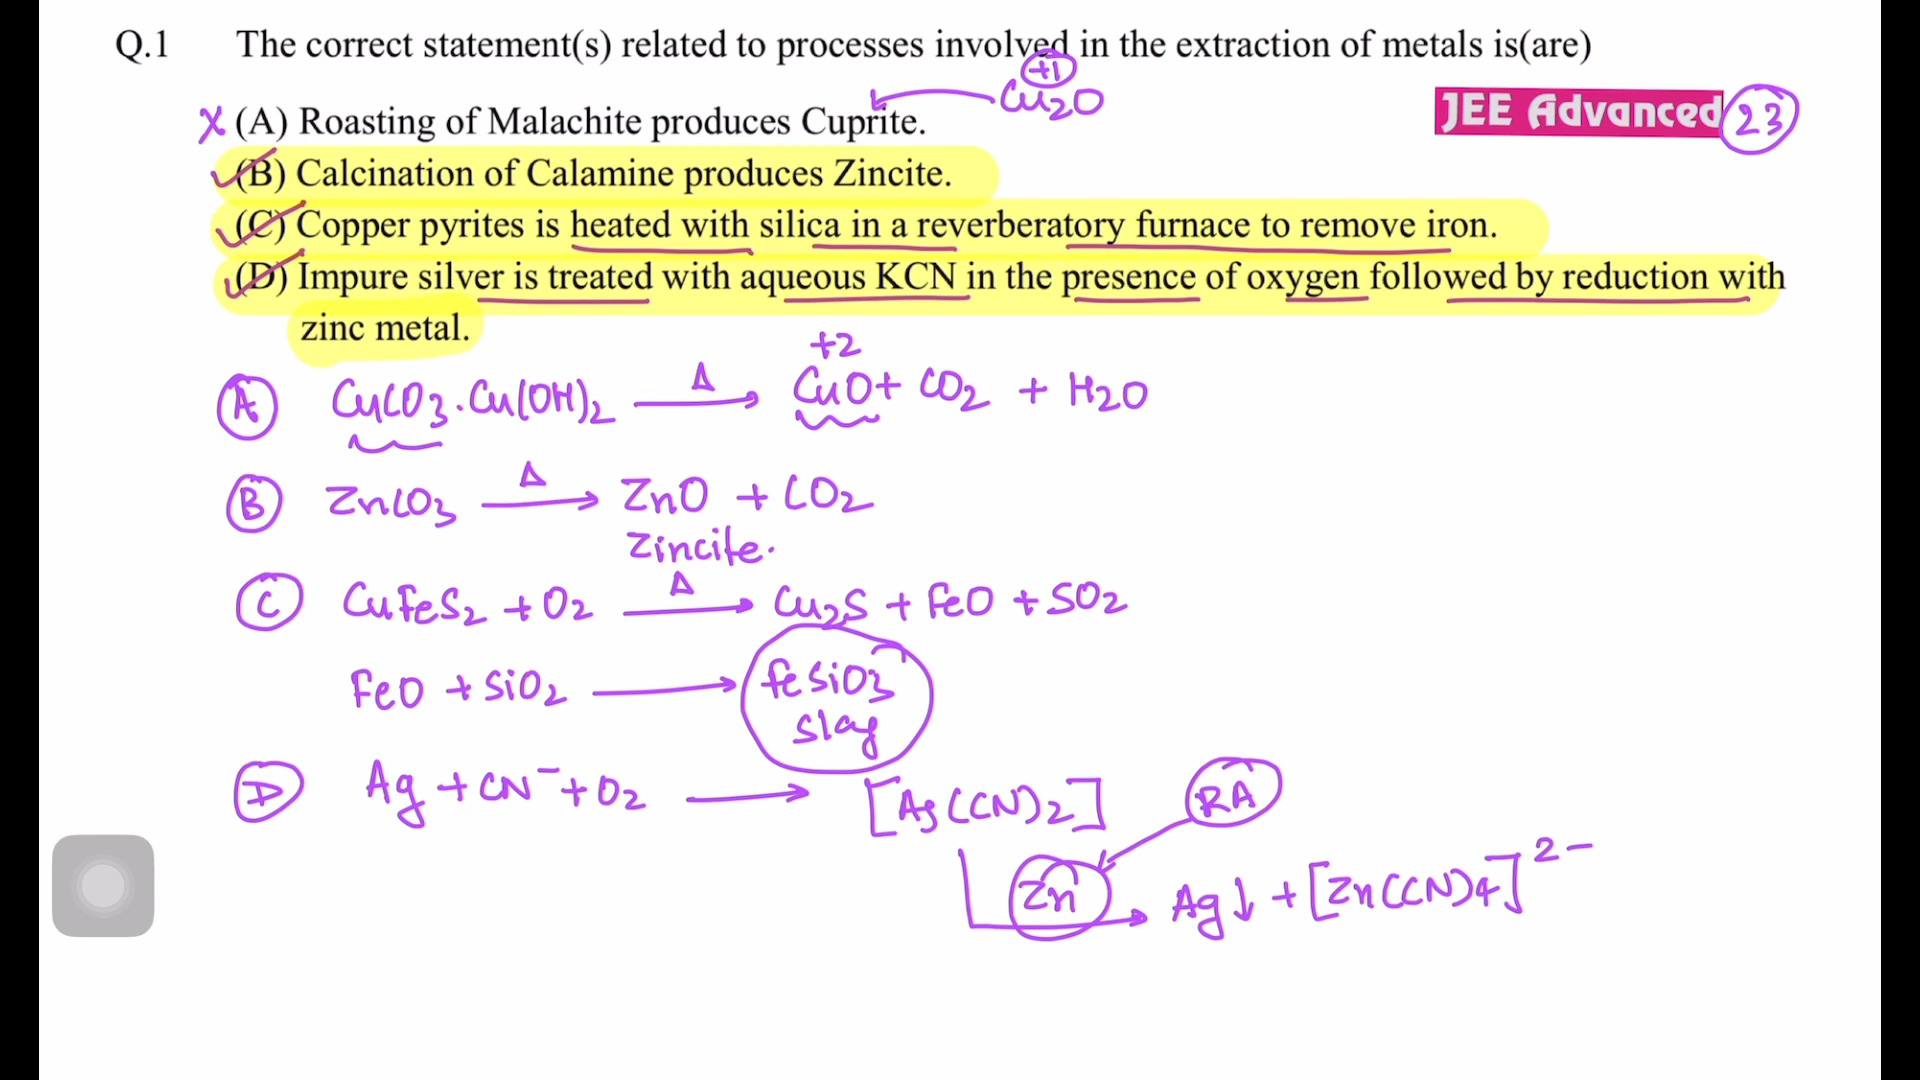 Q.1 The correct statement(s) related to processes involved in the extraction of metals is(are)
+1
Cu2O
JEE Advanced 23
X (A) Roasting of Malachite produces Cuprite.
(B) Calcination of Calamine produces Zincite.
(C) Copper pyrites is heated with silica in a reverberatory furnace to remove iron.
(D) Impure silver is treated with aqueous KCN in the presence of oxygen followed by reduction with
zinc metal.
+2
(A) CuCO3.Cu(OH)2 —Δ→ CuO + CO2 + H2O
(B) ZnCO3 —Δ→ ZnO + CO2
Zincite.
(C) CuFeS2 + O2 —Δ→ Cu2S + FeO + SO2
FeO + SiO2 → FeSiO3
slag
(D) Ag + CN⁻ + O2 → [Ag(CN)2]
RA
Zn → Ag↓ + [Zn(CN)4]²⁻